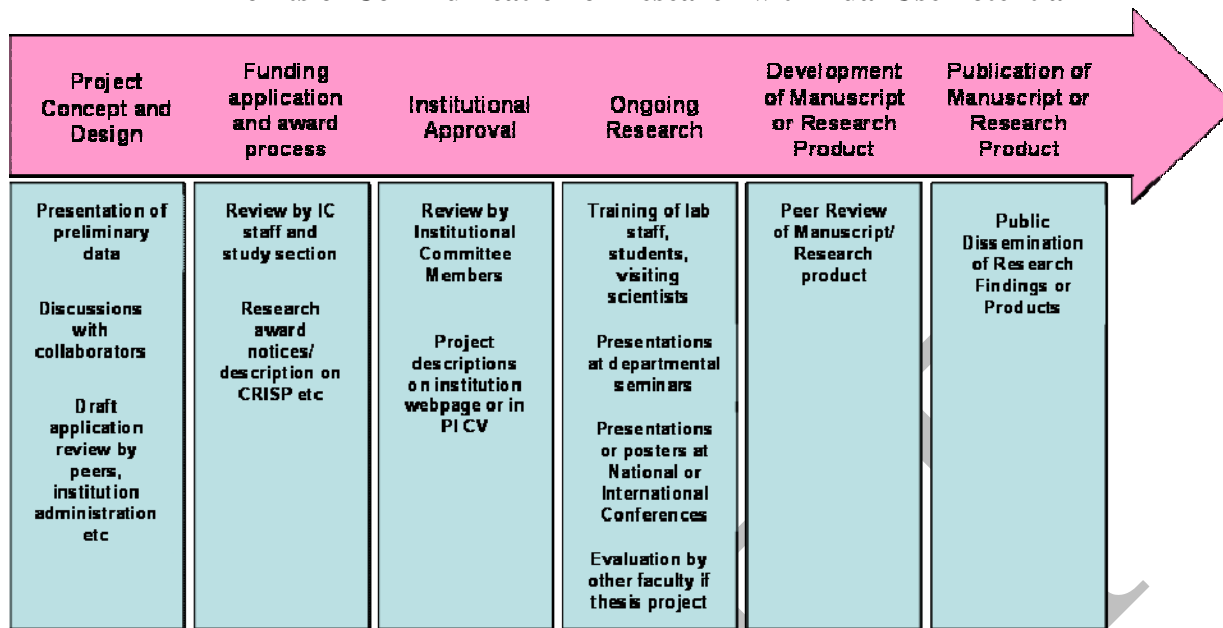 Project
Concept and
Design
Funding
application
and award
process
Institutional
Approval
Ongoing
Research
Development
of Manuscript
or Research
Product
Publication of
Manuscript or
Research
Product
Presentation of
preliminary
data
Discussions
with
collaborators
Draft
application
review by
peers,
institution
administration
etc
Review by IC
staff and
study section
Research
award
notices/
description on
CRISP etc
Review by
Institutional
Committee
Members
Project
descriptions
on institution
webpage or in
PI CV
Training of lab
staff,
students,
visiting
scientists
Presentations
at departmental
seminars
Presentations
or posters at
National or
International
Conferences
Evaluation by
other faculty if
thesis project
Peer Review
of Manuscript/
Research
product
Public
Dissemination
of Research
Findings or
Products